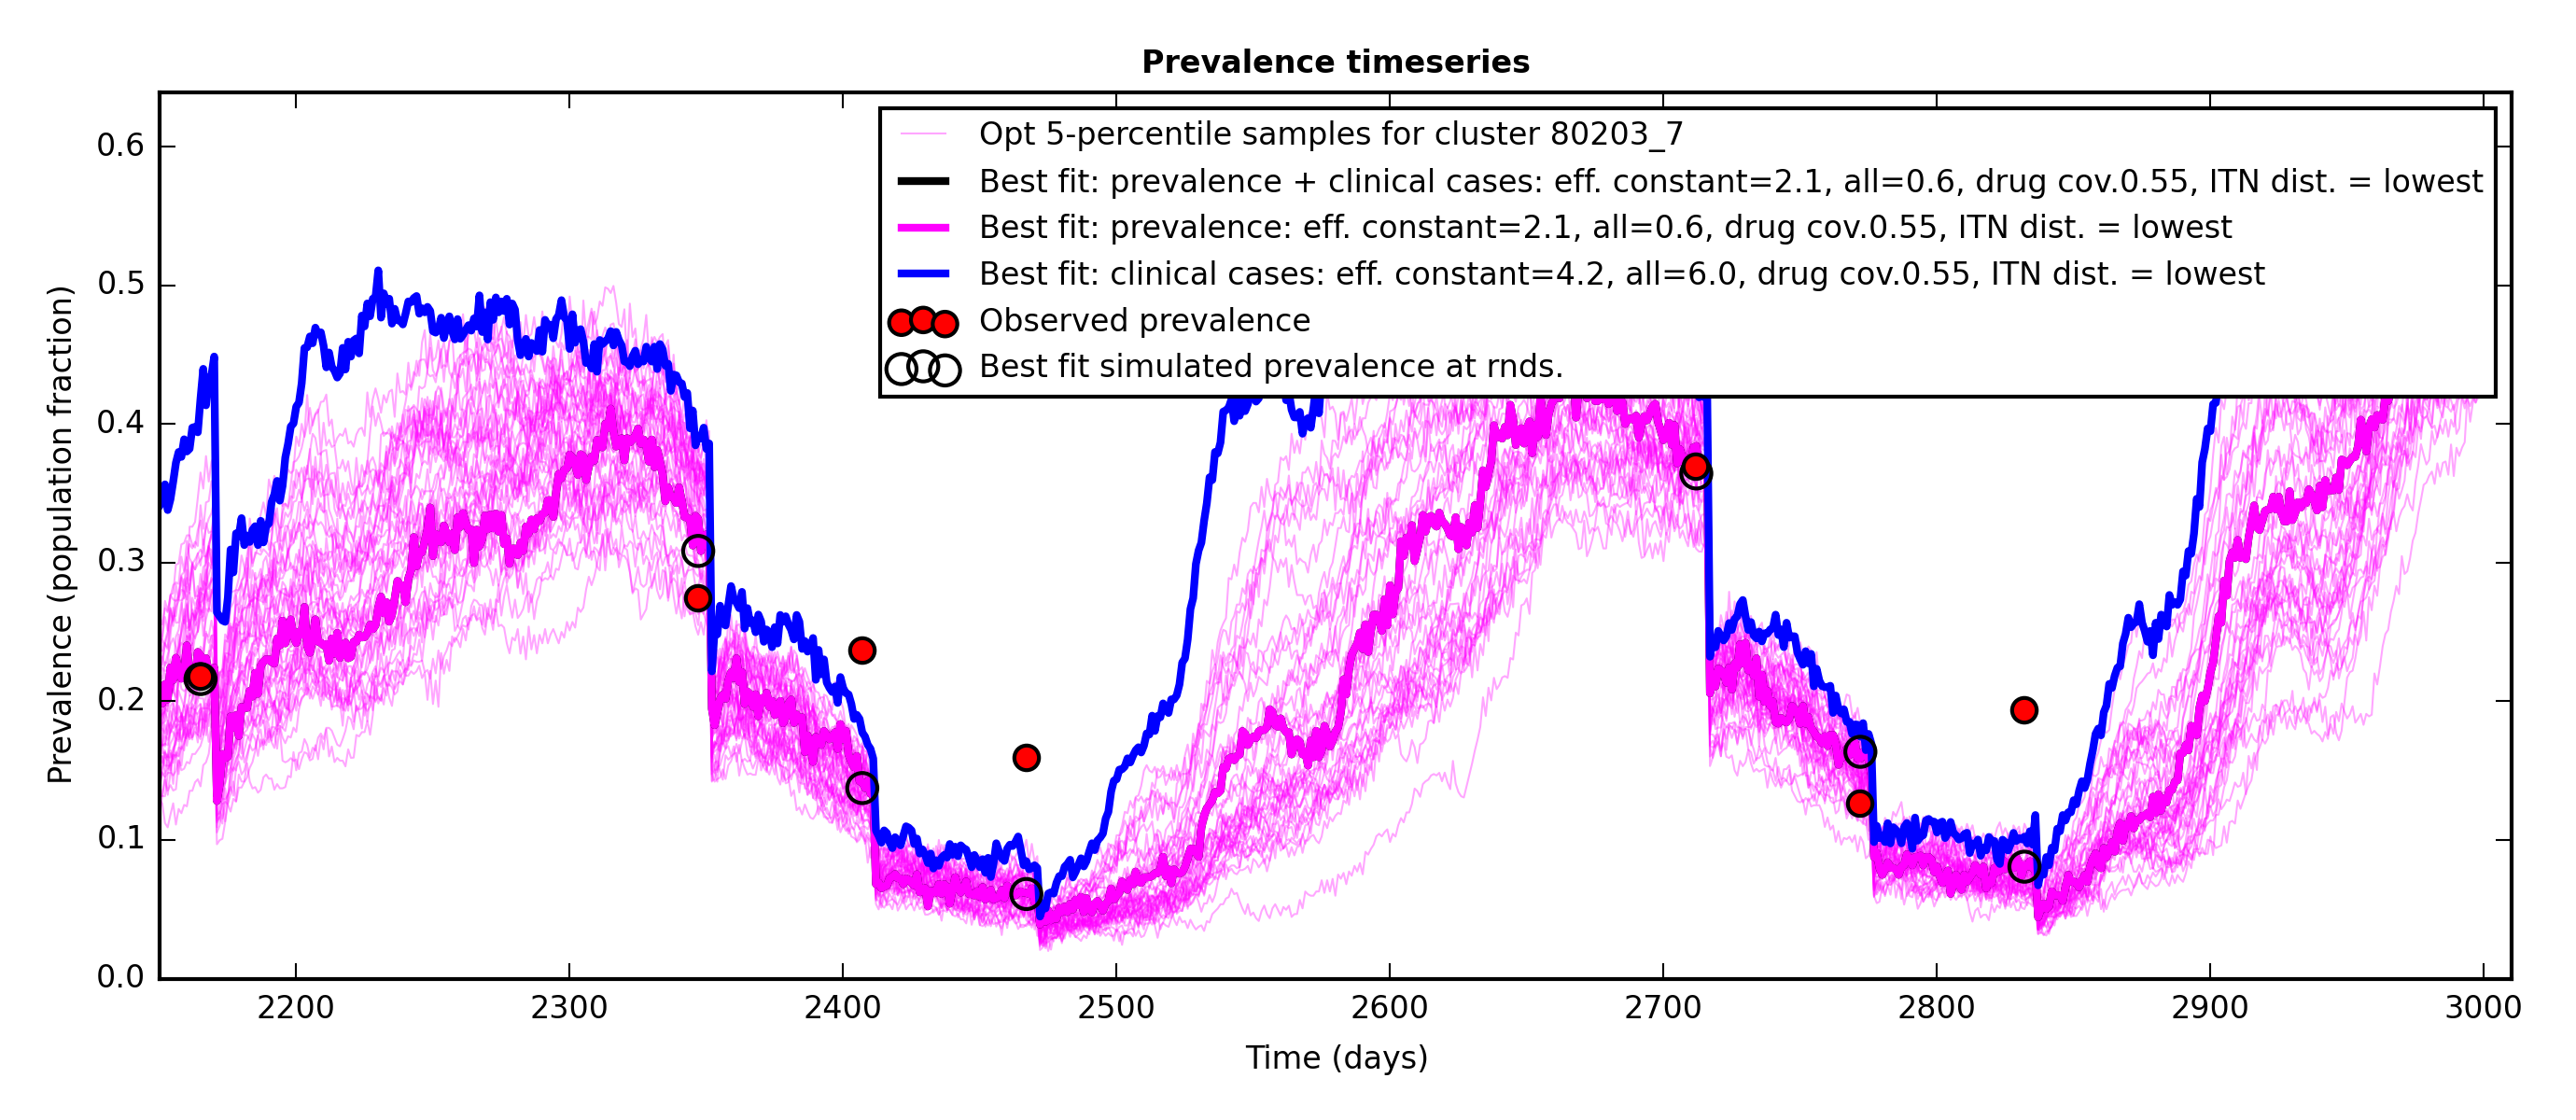 Prevalence timeseries
Opt 5-percentile samples for cluster 80203_7
Best fit: prevalence + clinical cases: eff. constant=2.1, all=0.6, drug cov.0.55, ITN dist. = lowest
Best fit: prevalence: eff. constant=2.1, all=0.6, drug cov.0.55, ITN dist. = lowest
Best fit: clinical cases: eff. constant=4.2, all=6.0, drug cov.0.55, ITN dist. = lowest
Observed prevalence
Best fit simulated prevalence at rnds.
Prevalence (population fraction)
0.6
0.5
0.4
0.3
0.2
0.1
0.0
2200 2300 2400 2500 2600 2700 2800 2900 3000
Time (days)